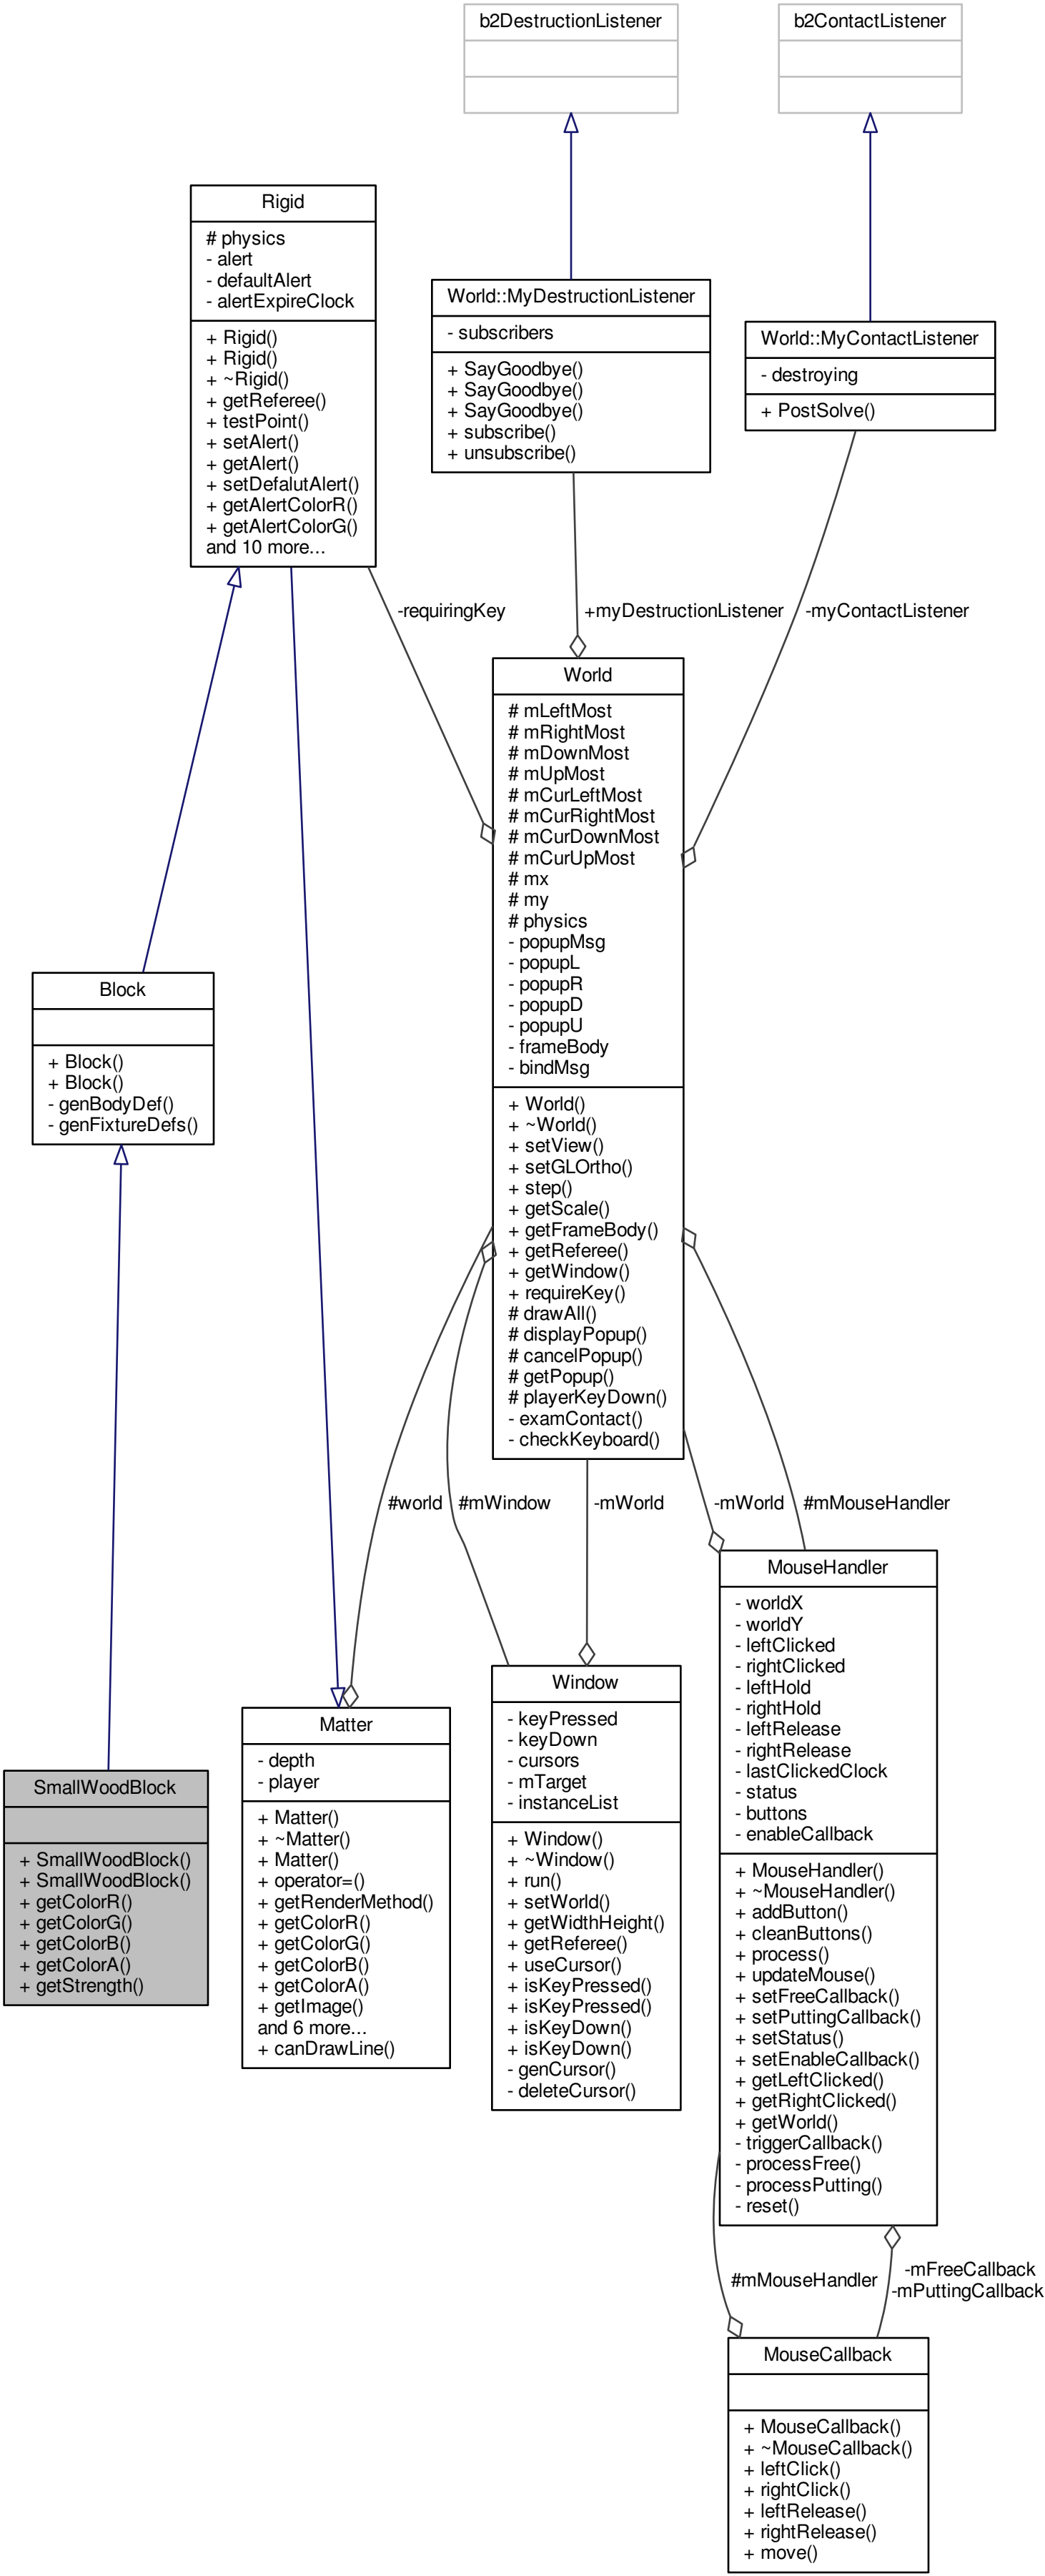 b2DestructionListener
b2ContactListener
Rigid
# physics
- alert
- defaultAlert
- alertExpireClock
+ Rigid()
+ Rigid()
+ ~Rigid()
+ getReferee()
+ testPoint()
+ setAlert()
+ getAlert()
+ setDefalutAlert()
+ getAlertColorR()
+ getAlertColorG()
and 10 more...
World::MyDestructionListener
- subscribers
+ SayGoodbye()
+ SayGoodbye()
+ SayGoodbye()
+ subscribe()
+ unsubscribe()
World::MyContactListener
- destroying
+ PostSolve()
-requiringKey
+myDestructionListener
-myContactListener
World
# mLeftMost
# mRightMost
# mDownMost
# mUpMost
# mCurLeftMost
# mCurRightMost
# mCurDownMost
# mCurUpMost
# mx
# my
# physics
- popupMsg
- popupL
- popupR
- popupD
- popupU
- frameBody
- bindMsg
+ World()
+ ~World()
+ setView()
+ setGLOrtho()
+ step()
+ getScale()
+ getFrameBody()
+ getReferee()
+ getWindow()
+ requireKey()
# drawAll()
# displayPopup()
# cancelPopup()
# getPopup()
# playerKeyDown()
- examContact()
- checkKeyboard()
Block
+ Block()
+ Block()
- genBodyDef()
- genFixtureDefs()
#world
#mWindow
-mWorld
-mWorld
#mMouseHandler
SmallWoodBlock
+ SmallWoodBlock()
+ SmallWoodBlock()
+ getColorR()
+ getColorG()
+ getColorB()
+ getColorA()
+ getStrength()
Matter
- depth
- player
+ Matter()
+ ~Matter()
+ Matter()
+ operator=()
+ getRenderMethod()
+ getColorR()
+ getColorG()
+ getColorB()
+ getColorA()
+ getImage()
and 6 more...
+ canDrawLine()
Window
- keyPressed
- keyDown
- cursors
- mTarget
- instanceList
+ Window()
+ ~Window()
+ run()
+ setWorld()
+ getWidthHeight()
+ getReferee()
+ useCursor()
+ isKeyPressed()
+ isKeyPressed()
+ isKeyDown()
+ isKeyDown()
- genCursor()
- deleteCursor()
MouseHandler
- worldX
- worldY
- leftClicked
- rightClicked
- leftHold
- rightHold
- leftRelease
- rightRelease
- lastClickedClock
- status
- buttons
- enableCallback
+ MouseHandler()
+ ~MouseHandler()
+ addButton()
+ cleanButtons()
+ process()
+ updateMouse()
+ setFreeCallback()
+ setPuttingCallback()
+ setStatus()
+ setEnableCallback()
+ getLeftClicked()
+ getRightClicked()
+ getWorld()
- triggerCallback()
- processFree()
- processPutting()
- reset()
#mMouseHandler
-mFreeCallback
-mPuttingCallback
MouseCallback
+ MouseCallback()
+ ~MouseCallback()
+ leftClick()
+ rightClick()
+ leftRelease()
+ rightRelease()
+ move()